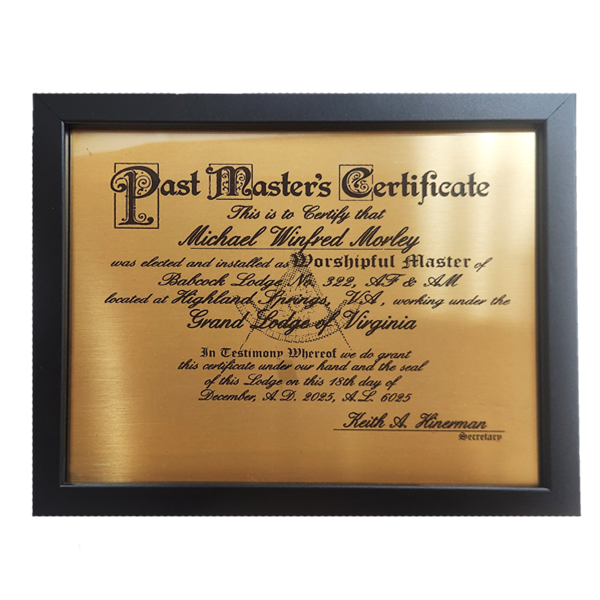 Past Master's Certificate
This is to Certify that
Michael Winfred Morley
was elected and installed as Worshipful Master of
Babcock Lodge No. 322, AF & AM
located at Highland Springs, VA, working under the
Grand Lodge of Virginia
In Testimony Whereof we do grant
this certificate under our hand and the seal
of this Lodge on this 18th day of
December, A.D. 2025, A.L. 6025
Keith A. Hinerman
Secretary